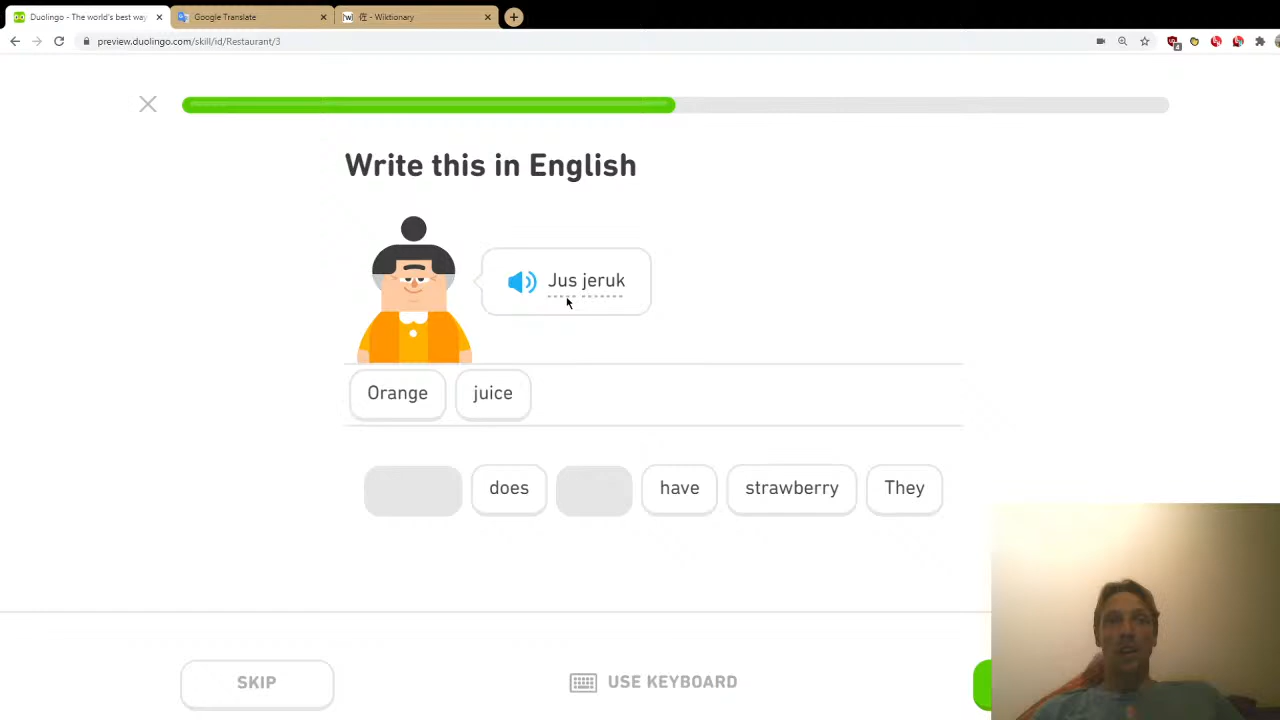 Duolingo - The world's best way
Google Translate
佐 - Wiktionary
preview.duolingo.com/skill/id/Restaurant/3
Write this in English
Jus jeruk
Orange juice
does have strawberry They
SKIP
USE KEYBOARD